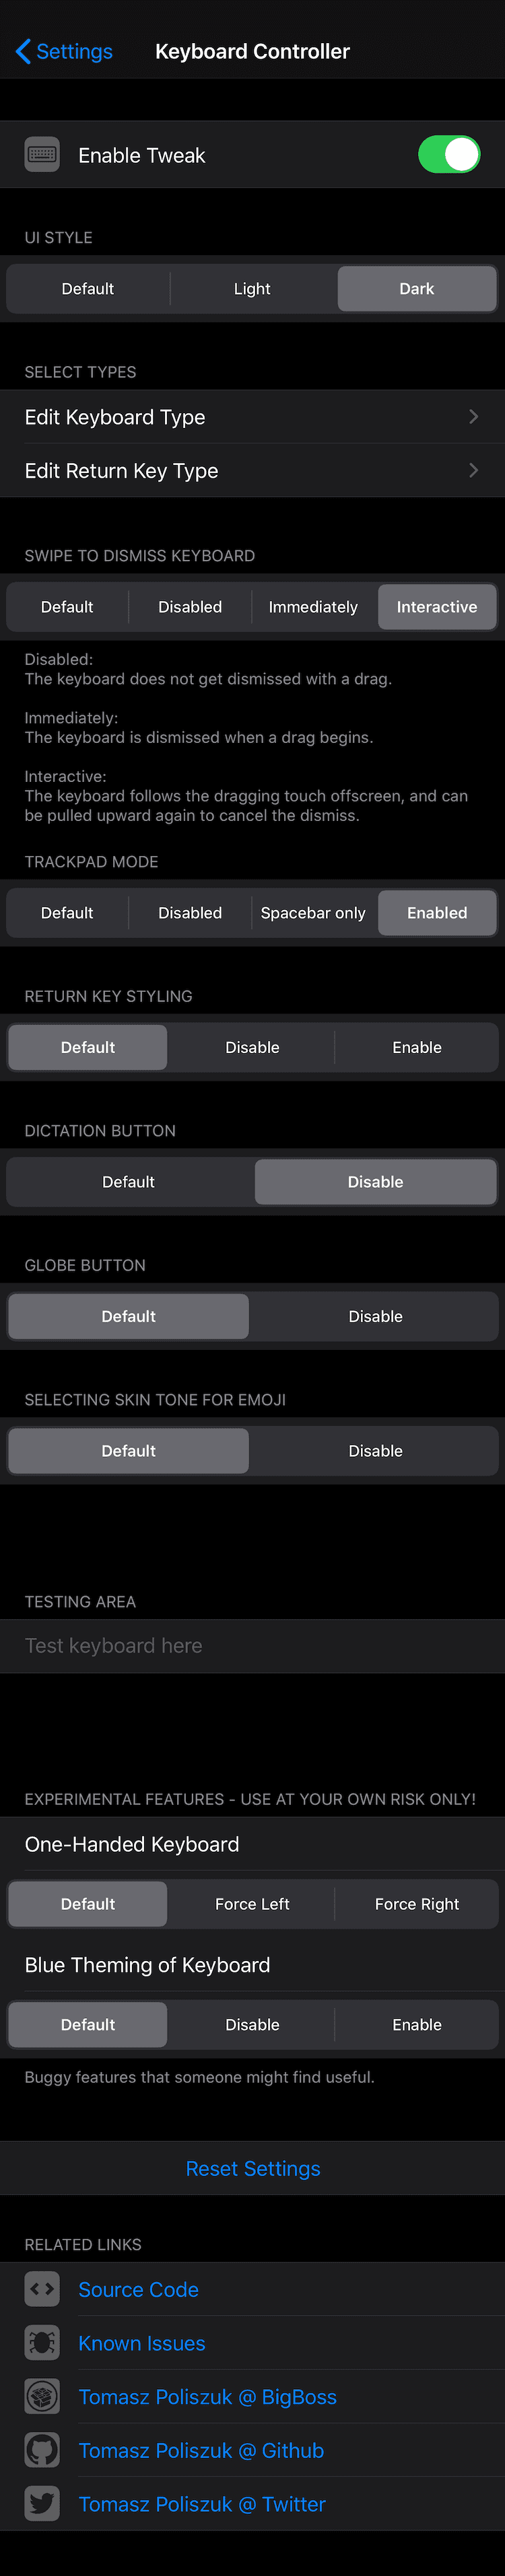 Settings
Keyboard Controller
Enable Tweak
UI STYLE
Default Light Dark
SELECT TYPES
Edit Keyboard Type
Edit Return Key Type
SWIPE TO DISMISS KEYBOARD
Default Disabled Immediately Interactive
Disabled:
The keyboard does not get dismissed with a drag.
Immediately:
The keyboard is dismissed when a drag begins.
Interactive:
The keyboard follows the dragging touch offscreen, and can
be pulled upward again to cancel the dismiss.
TRACKPAD MODE
Default Disabled Spacebar only Enabled
RETURN KEY STYLING
Default Disable Enable
DICTATION BUTTON
Default Disable
GLOBE BUTTON
Default Disable
SELECTING SKIN TONE FOR EMOJI
Default Disable
TESTING AREA
Test keyboard here
EXPERIMENTAL FEATURES - USE AT YOUR OWN RISK ONLY!
One-Handed Keyboard
Default Force Left Force Right
Blue Theming of Keyboard
Default Disable Enable
Buggy features that someone might find useful.
Reset Settings
RELATED LINKS
Source Code
Known Issues
Tomasz Poliszuk @ BigBoss
Tomasz Poliszuk @ Github
Tomasz Poliszuk @ Twitter